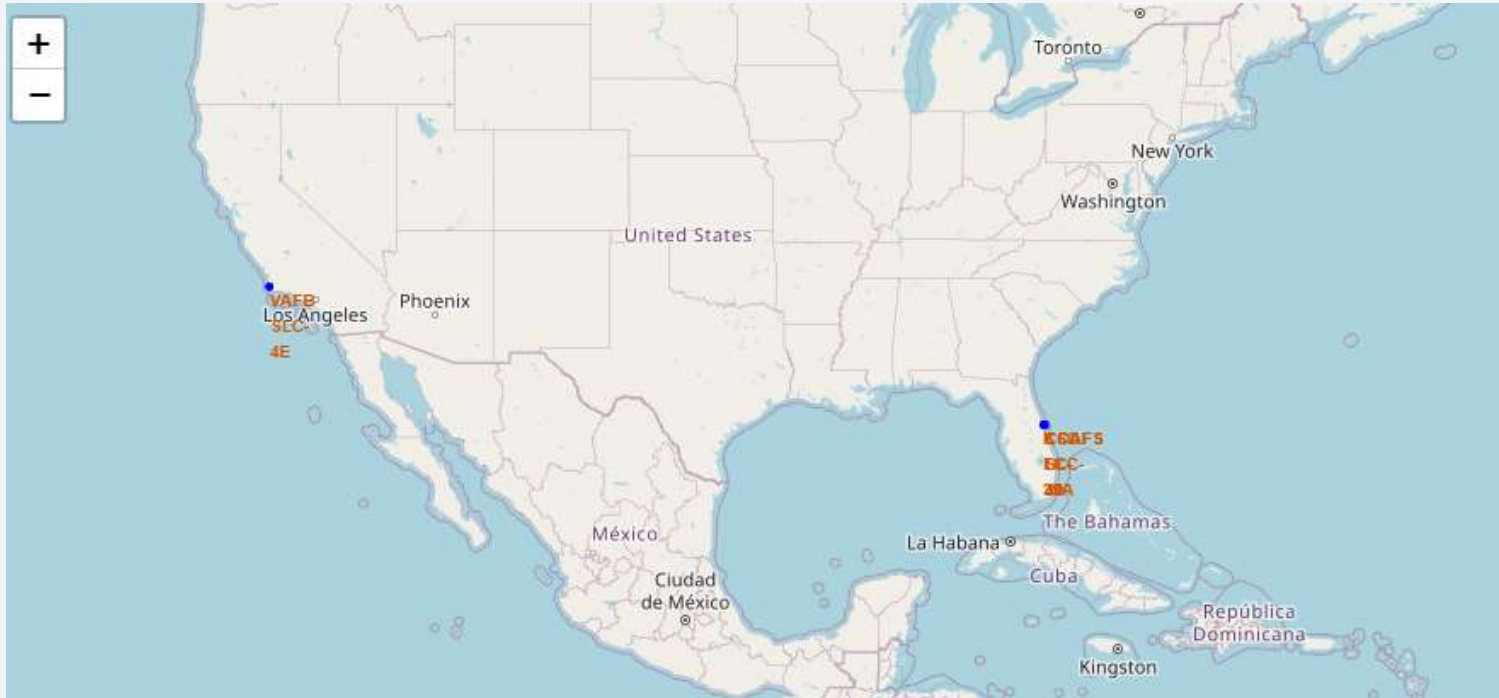 +
−
Toronto
New York
Washington
United States
VAFB
Los Angeles
SLC-
4E
Phoenix
The Bahamas
La Habana
México
Cuba
Ciudad
de México
República
Dominicana
Kingston